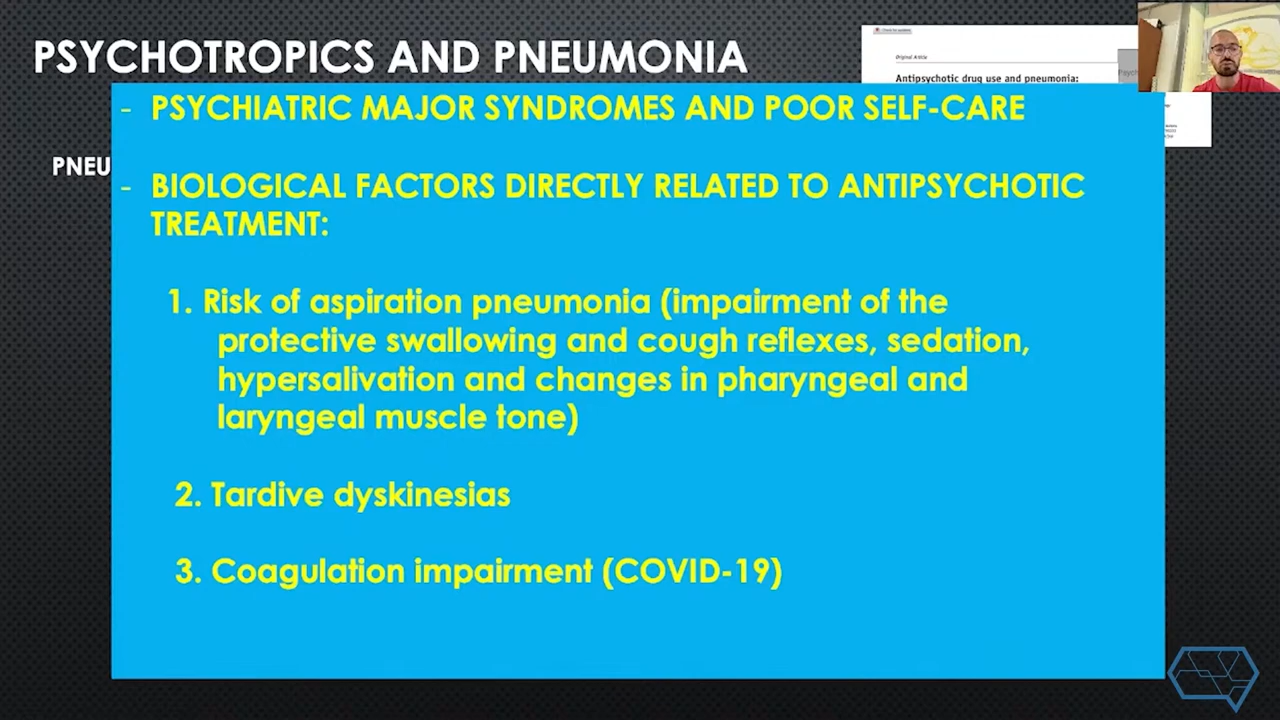 PSYCHOTROPICS AND PNEUMONIA
Original Article
Antipsychotic drug use and pneumonia:
- PSYCHIATRIC MAJOR SYNDROMES AND POOR SELF-CARE
PNEU
- BIOLOGICAL FACTORS DIRECTLY RELATED TO ANTIPSYCHOTIC
TREATMENT:
1. Risk of aspiration pneumonia (impairment of the
protective swallowing and cough reflexes, sedation,
hypersalivation and changes in pharyngeal and
laryngeal muscle tone)
2. Tardive dyskinesias
3. Coagulation impairment (COVID-19)